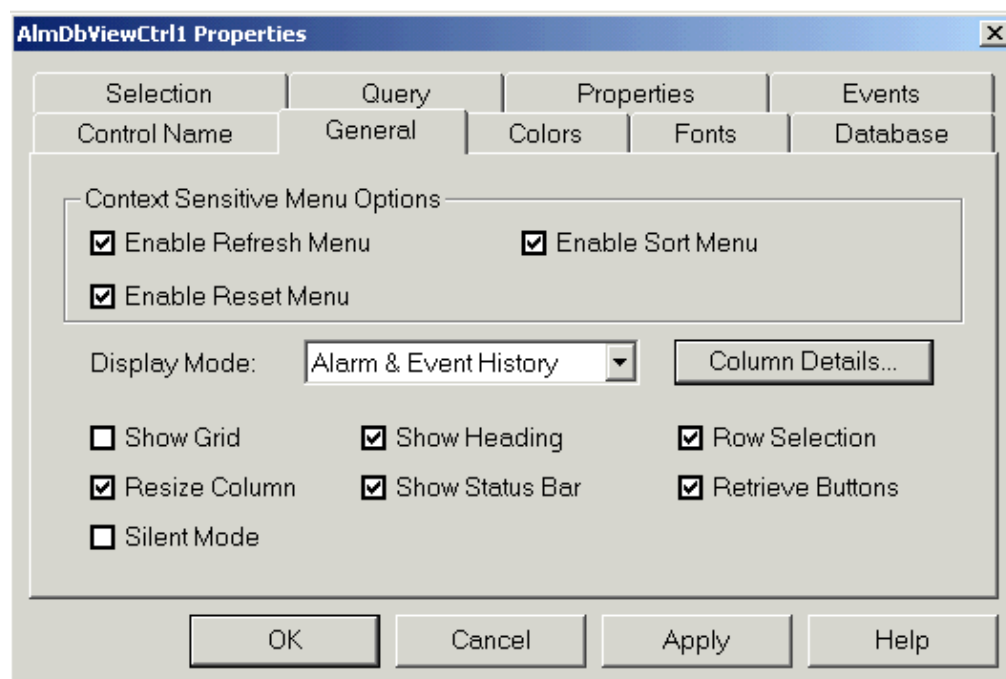 AlmDbViewCtrl1 Properties
Selection Query Properties Events
Control Name General Colors Fonts Database
Context Sensitive Menu Options
Enable Refresh Menu Enable Sort Menu
Enable Reset Menu
Display Mode: Alarm & Event History Column Details...
Show Grid Show Heading Row Selection
Resize Column Show Status Bar Retrieve Buttons
Silent Mode
OK Cancel Apply Help